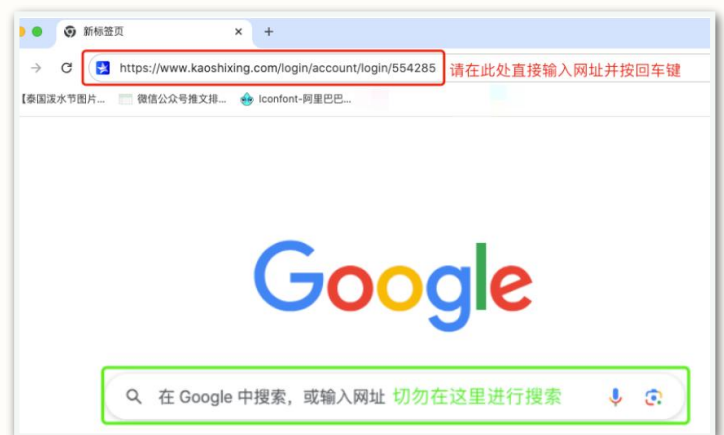 新标签页
https://www.kaoshixing.com/login/account/login/554285 请在此处直接输入网址并按回车键
【泰国泼水节图片... 微信公众号推文排... Iconfont-阿里巴巴...
Google
在 Google 中搜索，或输入网址 切勿在这里进行搜索